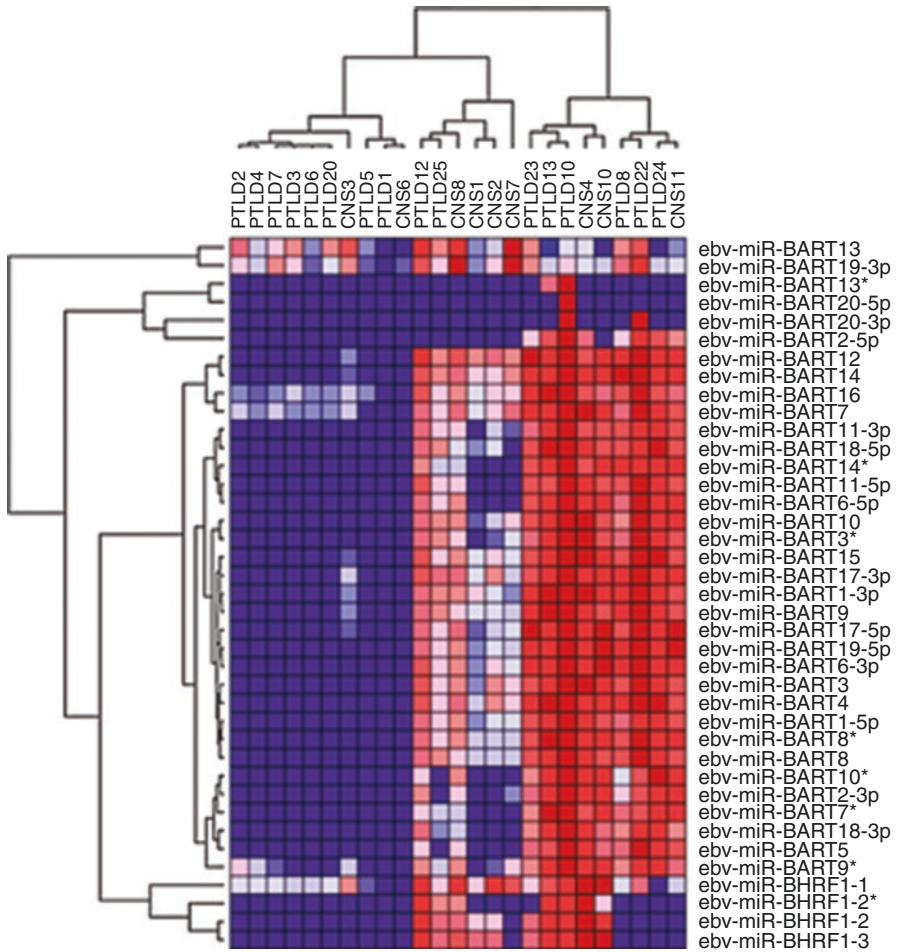 PTLD2
PTLD4
PTLD7
PTLD3
PTLD6
PTLD20
CNS3
PTLD5
PTLD1
CNS6
PTLD12
PTLD25
CNS8
CNS1
CNS2
CNS7
PTLD23
PTLD13
PTLD10
CNS4
CNS10
PTLD8
PTLD22
PTLD24
CNS11
ebv-miR-BART13
ebv-miR-BART19-3p
ebv-miR-BART13*
ebv-miR-BART20-5p
ebv-miR-BART20-3p
ebv-miR-BART2-5p
ebv-miR-BART12
ebv-miR-BART14
ebv-miR-BART16
ebv-miR-BART7
ebv-miR-BART11-3p
ebv-miR-BART18-5p
ebv-miR-BART14*
ebv-miR-BART11-5p
ebv-miR-BART6-5p
ebv-miR-BART10
ebv-miR-BART3*
ebv-miR-BART15
ebv-miR-BART17-3p
ebv-miR-BART1-3p
ebv-miR-BART9
ebv-miR-BART17-5p
ebv-miR-BART19-5p
ebv-miR-BART6-3p
ebv-miR-BART3
ebv-miR-BART4
ebv-miR-BART1-5p
ebv-miR-BART8*
ebv-miR-BART8
ebv-miR-BART10*
ebv-miR-BART2-3p
ebv-miR-BART7*
ebv-miR-BART18-3p
ebv-miR-BART5
ebv-miR-BART9*
ebv-miR-BHRF1-1
ebv-miR-BHRF1-2*
ebv-miR-BHRF1-2
ebv-miR-BHRF1-3